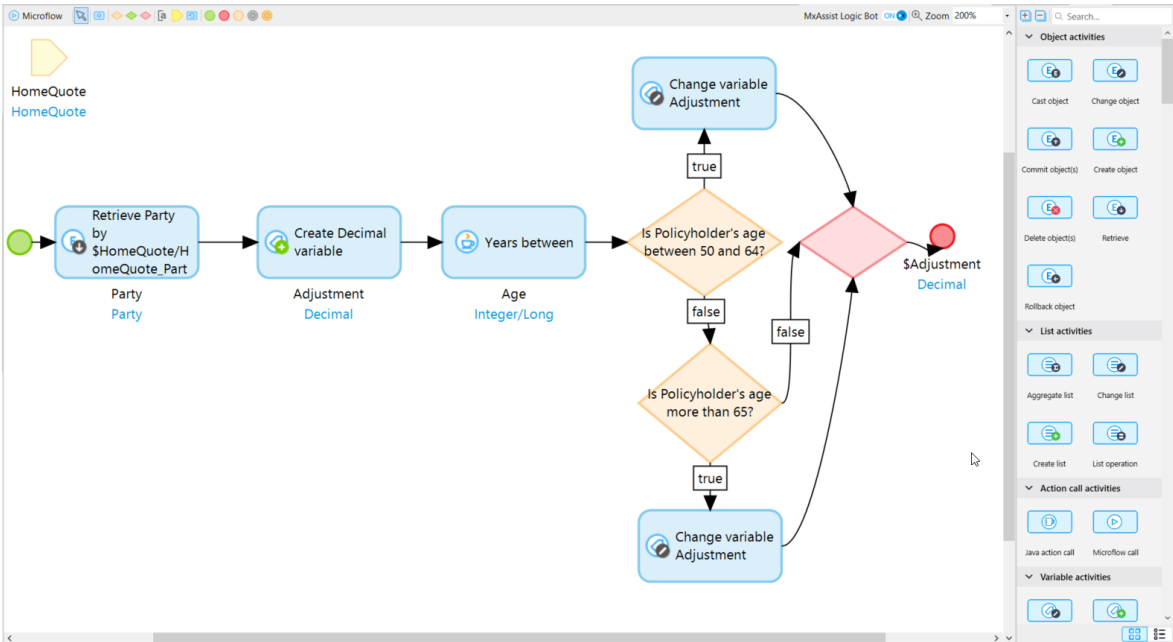 Microflow
[a
MxAssist Logic Bot ON
Zoom 200%
Search...
HomeQuote
HomeQuote
Retrieve Party
by
$HomeQuote/H
omeQuote_Part
Party
Party
Create Decimal
variable
Adjustment
Decimal
Years between
Age
Integer/Long
Change variable
Adjustment
true
Is Policyholder's age
between 50 and 64?
false
Is Policyholder's age
more than 65?
false
true
Change variable
Adjustment
$Adjustment
Decimal
Object activities
Cast object
Change object
Commit object(s)
Create object
Delete object(s)
Retrieve
Rollback object
List activities
Aggregate list
Change list
Create list
List operation
Action call activities
Java action call
Microflow call
Variable activities